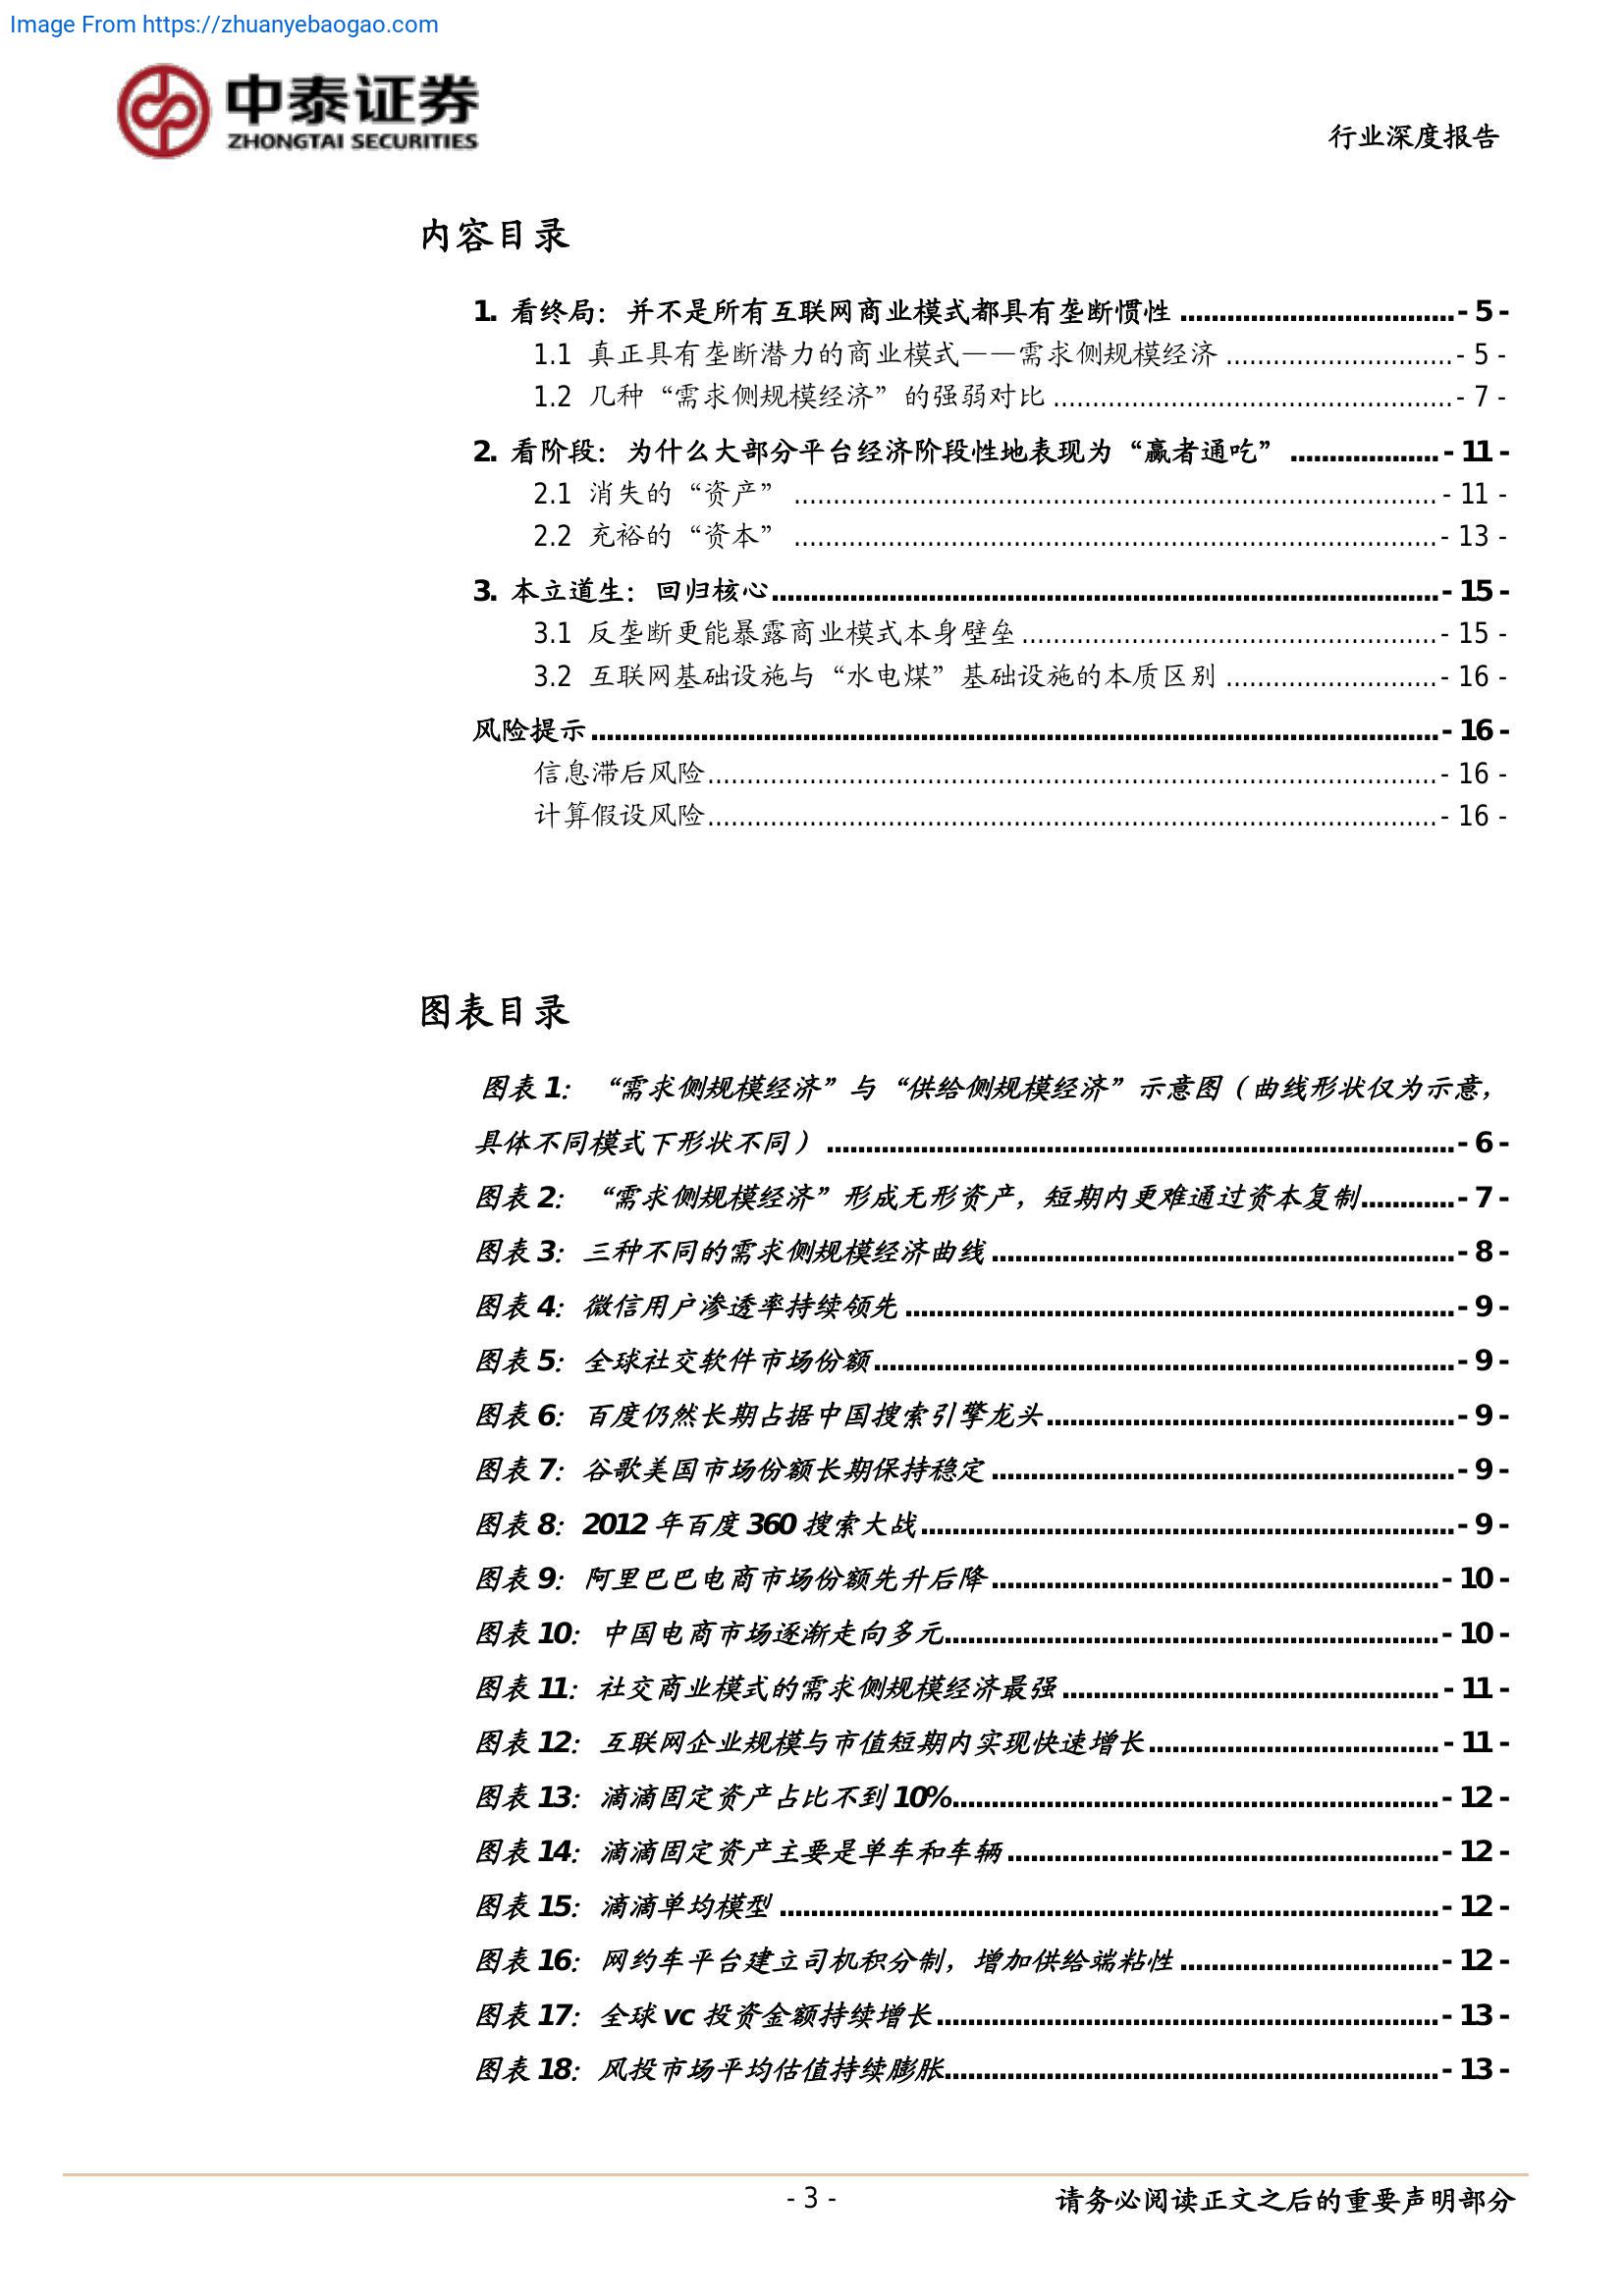 Image From https://zhuanyebaogao.com
中泰证券
ZHONGTAI SECURITIES
行业深度报告
内容目录
1. 看终局：并不是所有互联网商业模式都具有垄断惯性 ................................... - 5 -
1.1 真正具有垄断潜力的商业模式——需求侧规模经济 ............................. - 5 -
1.2 几种“需求侧规模经济”的强弱对比 ................................................... - 7 -
2. 看阶段：为什么大部分平台经济阶段性地表现为“赢者通吃” ................... - 11 -
2.1 消失的“资产” .................................................................................. - 11 -
2.2 充裕的“资本” .................................................................................. - 13 -
3. 本立道生：回归核心 ..................................................................................... - 15 -
3.1 反垄断更能暴露商业模式本身壁垒 ..................................................... - 15 -
3.2 互联网基础设施与“水电煤”基础设施的本质区别 ........................... - 16 -
风险提示 ............................................................................................................ - 16 -
信息滞后风险 ............................................................................................. - 16 -
计算假设风险 ............................................................................................. - 16 -
图表目录
图表 1： “需求侧规模经济”与“供给侧规模经济”示意图（曲线形状仅为示意，
具体不同模式下形状不同） ................................................................................ - 6 -
图表 2： “需求侧规模经济”形成无形资产，短期内更难通过资本复制 ............ - 7 -
图表 3：三种不同的需求侧规模经济曲线 ........................................................... - 8 -
图表 4：微信用户渗透率持续领先 ...................................................................... - 9 -
图表 5：全球社交软件市场份额 .......................................................................... - 9 -
图表 6：百度仍然长期占据中国搜索引擎龙头 .................................................... - 9 -
图表 7：谷歌美国市场份额长期保持稳定 ........................................................... - 9 -
图表 8：2012 年百度 360 搜索大战 .................................................................... - 9 -
图表 9：阿里巴巴电商市场份额先升后降 ......................................................... - 10 -
图表 10：中国电商市场逐渐走向多元 ............................................................... - 10 -
图表 11：社交商业模式的需求侧规模经济最强 ................................................ - 11 -
图表 12：互联网企业规模与市值短期内实现快速增长 ..................................... - 11 -
图表 13：滴滴固定资产占比不到 10% .............................................................. - 12 -
图表 14：滴滴固定资产主要是单车和车辆 ....................................................... - 12 -
图表 15：滴滴单均模型 .................................................................................... - 12 -
图表 16：网约车平台建立司机积分制，增加供给端粘性 ................................. - 12 -
图表 17：全球 vc 投资金额持续增长 ................................................................ - 13 -
图表 18：风投市场平均估值持续膨胀 ............................................................... - 13 -
- 3 -
请务必阅读正文之后的重要声明部分